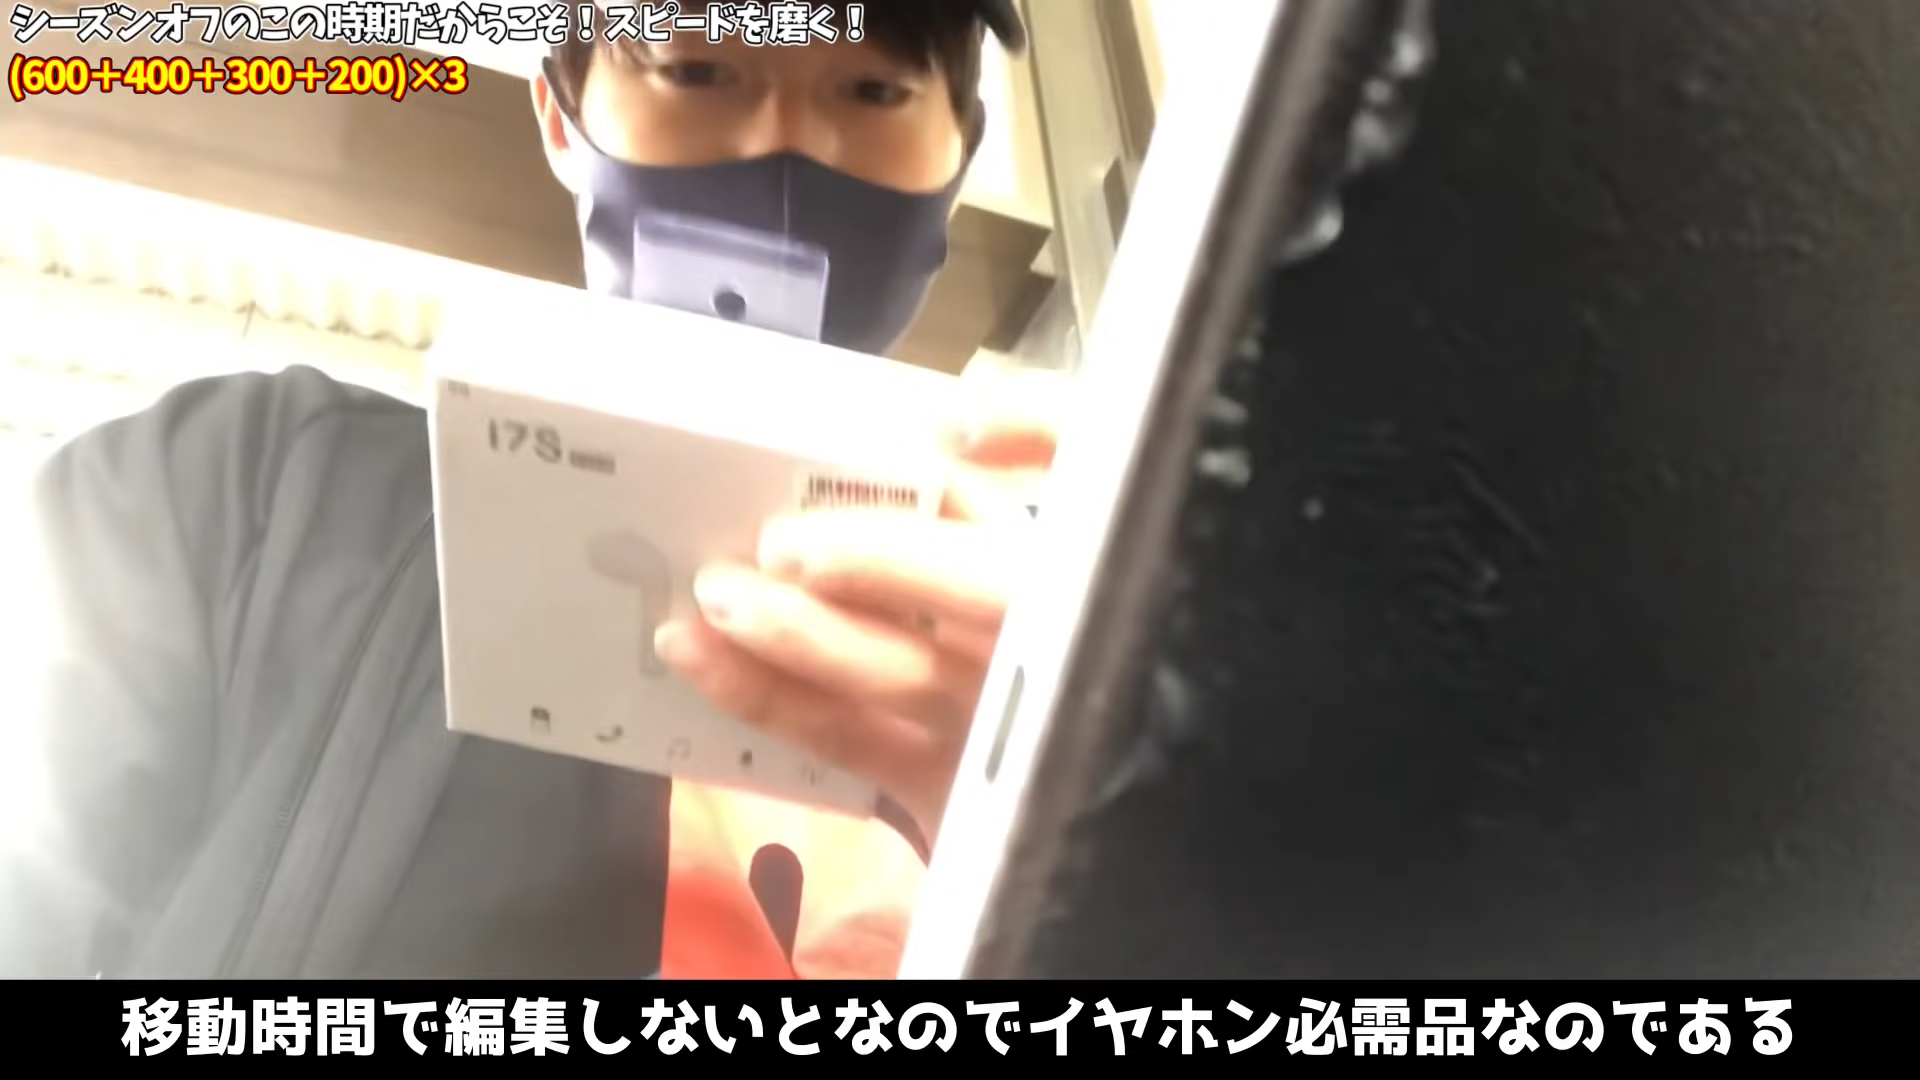 シーズンオフのこの時期だからこそ！スピードを磨く！
(600＋400＋300＋200)×3
i7S
移動時間で編集しないとなのでイヤホン必需品なのである